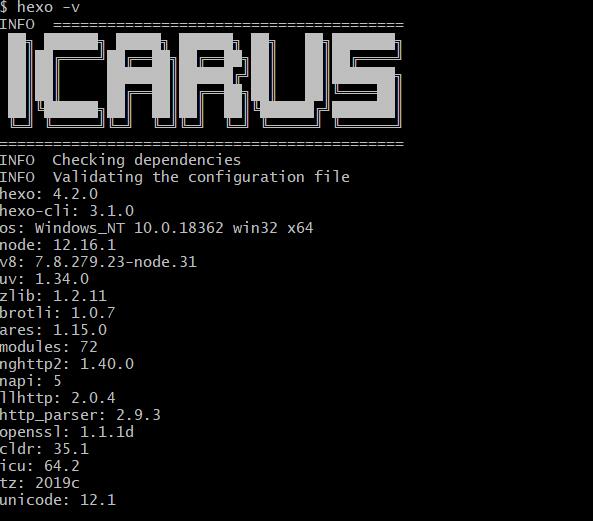 $ hexo -v
INFO  =======================================
ICARUS
=============================================
INFO  Checking dependencies
INFO  Validating the configuration file
hexo: 4.2.0
hexo-cli: 3.1.0
os: Windows_NT 10.0.18362 win32 x64
node: 12.16.1
v8: 7.8.279.23-node.31
uv: 1.34.0
zlib: 1.2.11
brotli: 1.0.7
ares: 1.15.0
modules: 72
nghttp2: 1.40.0
napi: 5
llhttp: 2.0.4
http_parser: 2.9.3
openssl: 1.1.1d
cldr: 35.1
icu: 64.2
tz: 2019c
unicode: 12.1